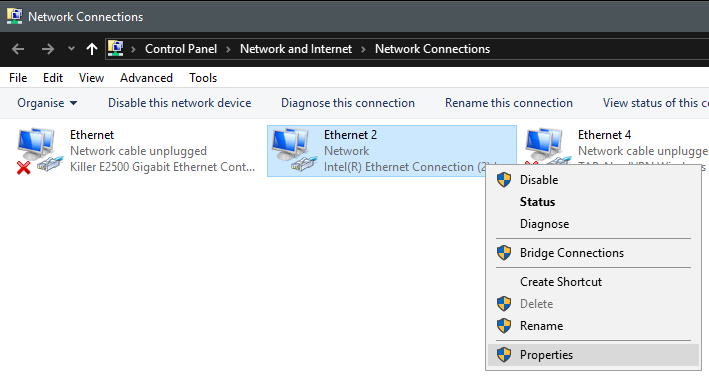 Network Connections
Control Panel
Network and Internet
Network Connections
File Edit View Advanced Tools
Organise Disable this network device Diagnose this connection Rename this connection View status of this c
Ethernet
Network cable unplugged
Killer E2500 Gigabit Ethernet Cont...
Ethernet 2
Network
Intel(R) Ethernet Connection (2)
Ethernet 4
Network cable unplugged
Disable
Status
Diagnose
Bridge Connections
Create Shortcut
Delete
Rename
Properties